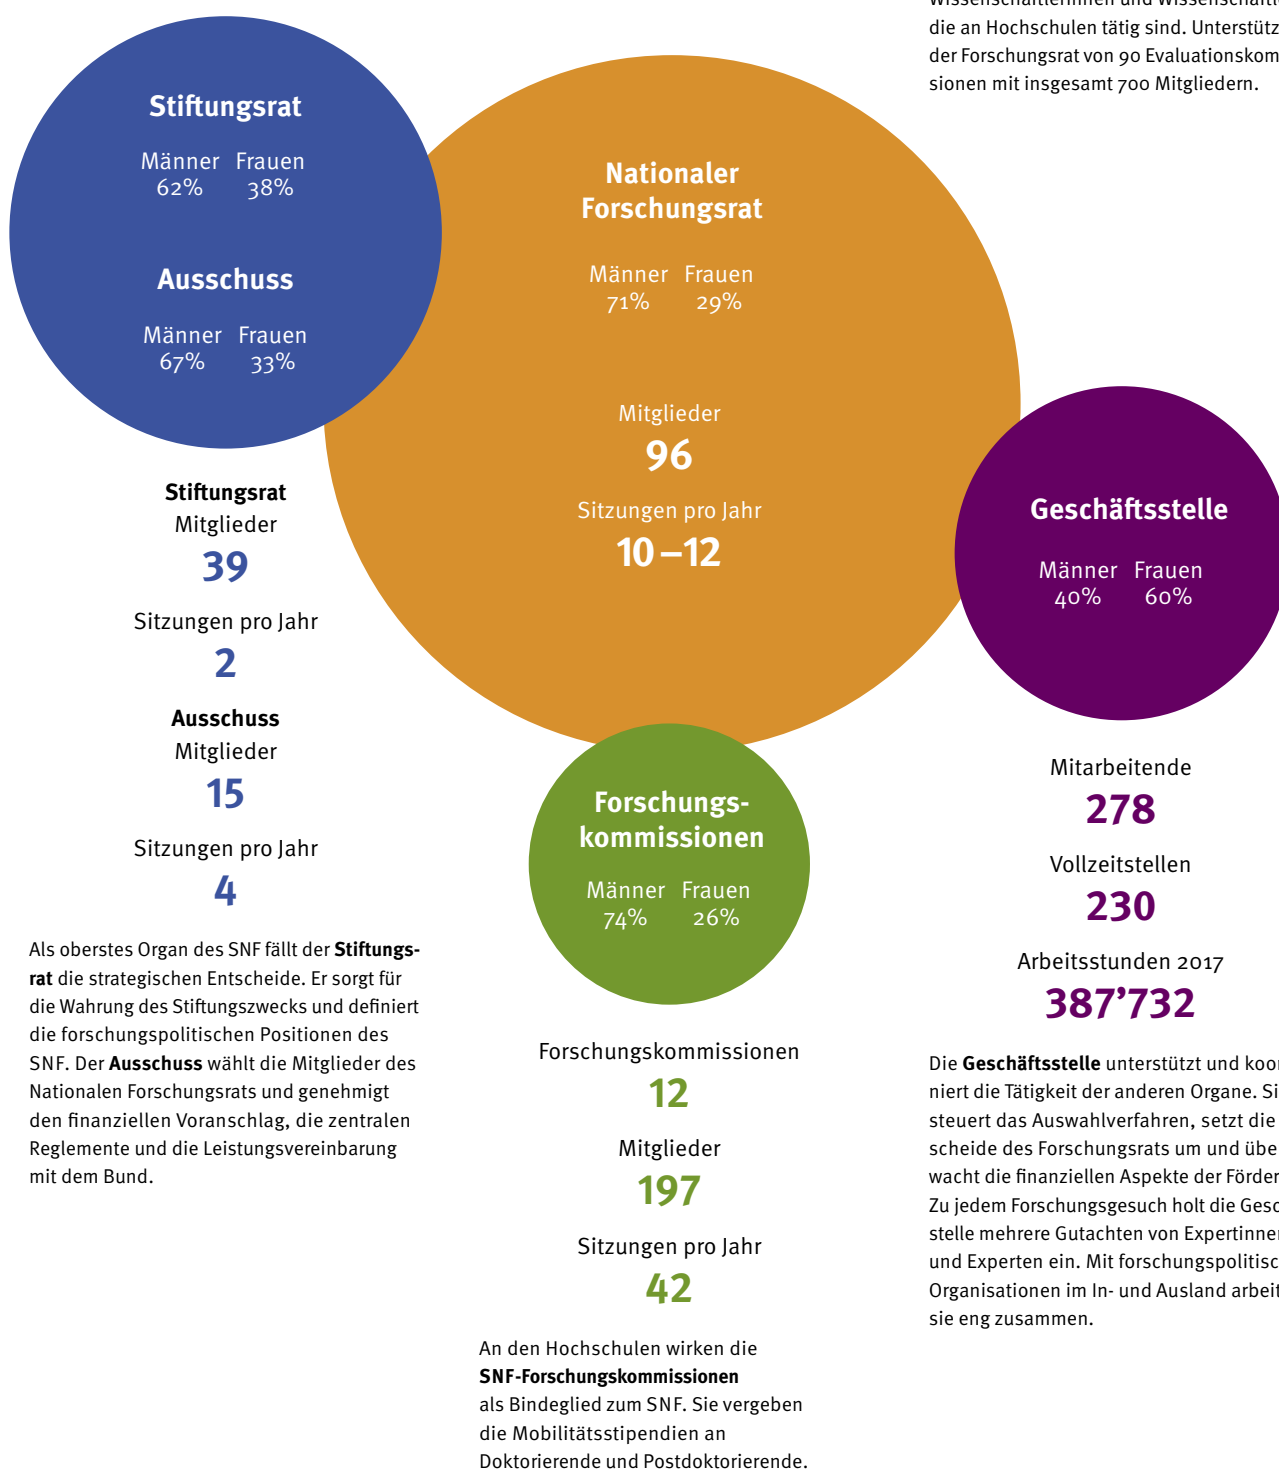 Stiftungsrat
Männer Frauen
62% 38%
Ausschuss
Männer Frauen
67% 33%
Stiftungsrat
Mitglieder
39
Sitzungen pro Jahr
2
Ausschuss
Mitglieder
15
Sitzungen pro Jahr
4
Als oberstes Organ des SNF fällt der Stiftungs-
rat die strategischen Entscheide. Er sorgt für
die Wahrung des Stiftungszwecks und definiert
die forschungspolitischen Positionen des
SNF. Der Ausschuss wählt die Mitglieder des
Nationalen Forschungsrats und genehmigt
den finanziellen Voranschlag, die zentralen
Reglemente und die Leistungsvereinbarung
mit dem Bund.
Nationaler
Forschungsrat
Männer Frauen
71% 29%
Mitglieder
96
Sitzungen pro Jahr
10–12
Forschungs-
kommissionen
Männer Frauen
74% 26%
Forschungskommissionen
12
Mitglieder
197
Sitzungen pro Jahr
42
An den Hochschulen wirken die
SNF-Forschungskommissionen
als Bindeglied zum SNF. Sie vergeben
die Mobilitätsstipendien an
Doktorierende und Postdoktorierende.
die an Hochschulen tätig sind. Unterstütz
der Forschungsrat von 90 Evaluationskom
sionen mit insgesamt 700 Mitgliedern.
Geschäftsstelle
Männer Frauen
40% 60%
Mitarbeitende
278
Vollzeitstellen
230
Arbeitsstunden 2017
387’732
Die Geschäftsstelle unterstützt und koor
niert die Tätigkeit der anderen Organe. Si
steuert das Auswahlverfahren, setzt die
scheide des Forschungsrats um und übe
wacht die finanziellen Aspekte der Förder
Zu jedem Forschungsgesuch holt die Gesc
stelle mehrere Gutachten von Expertinne
und Experten ein. Mit forschungspolitisc
Organisationen im In- und Ausland arbeit
sie eng zusammen.